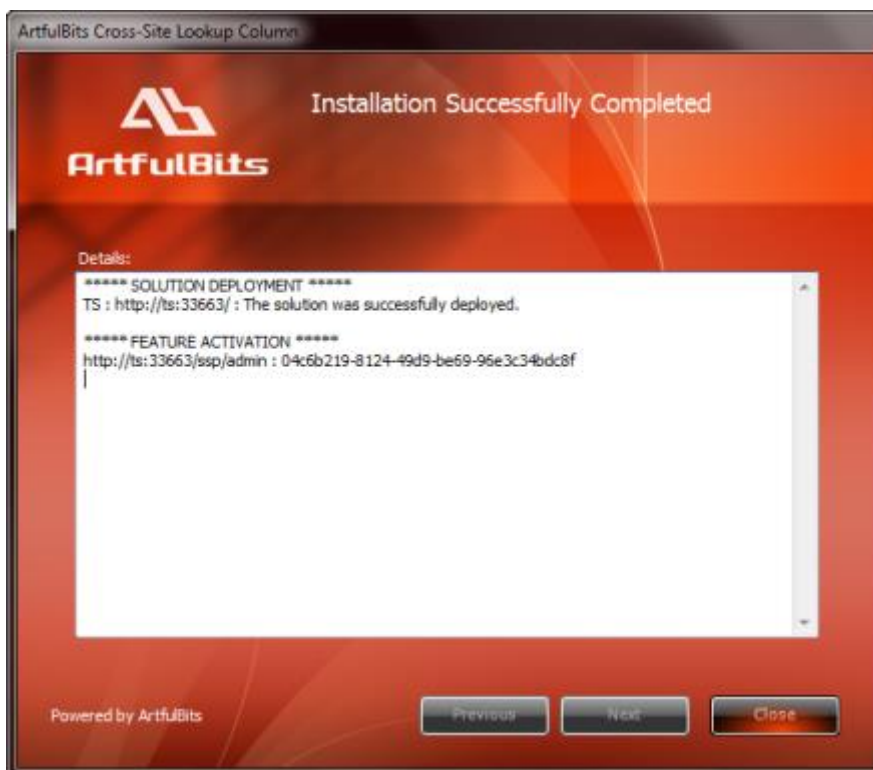 ArtfulBits Cross-Site Lookup Column
Installation Successfully Completed
ArtfulBits
Details:
***** SOLUTION DEPLOYMENT *****
TS : http://ts:33663/ : The solution was successfully deployed.
***** FEATURE ACTIVATION *****
http://ts:33663/ssp/admin : 04c6b219-8124-49d9-be69-96e3c34bdc8f
Powered by ArtfulBits
Previous
Next
Close